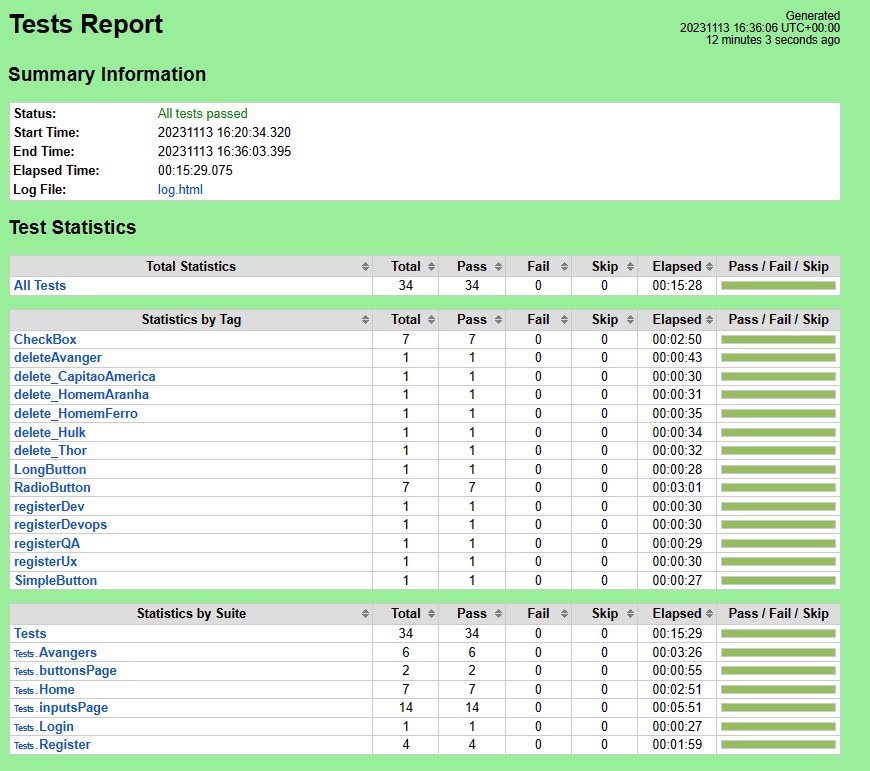 Tests Report
Generated
20231113 16:36:06 UTC+00:00
12 minutes 3 seconds ago
Summary Information
Status: All tests passed
Start Time: 20231113 16:20:34.320
End Time: 20231113 16:36:03.395
Elapsed Time: 00:15:29.075
Log File: log.html
Test Statistics
Total Statistics Total Pass Fail Skip Elapsed Pass / Fail / Skip
All Tests 34 34 0 0 00:15:28
Statistics by Tag Total Pass Fail Skip Elapsed Pass / Fail / Skip
CheckBox 7 7 0 0 00:02:50
deleteAvanger 1 1 0 0 00:00:43
delete_CapitaoAmerica 1 1 0 0 00:00:30
delete_HomemAranha 1 1 0 0 00:00:31
delete_HomemFerro 1 1 0 0 00:00:35
delete_Hulk 1 1 0 0 00:00:34
delete_Thor 1 1 0 0 00:00:32
LongButton 1 1 0 0 00:00:28
RadioButton 7 7 0 0 00:03:01
registerDev 1 1 0 0 00:00:30
registerDevops 1 1 0 0 00:00:30
registerQA 1 1 0 0 00:00:29
registerUx 1 1 0 0 00:00:30
SimpleButton 1 1 0 0 00:00:27
Statistics by Suite Total Pass Fail Skip Elapsed Pass / Fail / Skip
Tests 34 34 0 0 00:15:29
Tests . Avangers 6 6 0 0 00:03:26
Tests . buttonsPage 2 2 0 0 00:00:55
Tests . Home 7 7 0 0 00:02:51
Tests . inputsPage 14 14 0 0 00:05:51
Tests . Login 1 1 0 0 00:00:27
Tests . Register 4 4 0 0 00:01:59